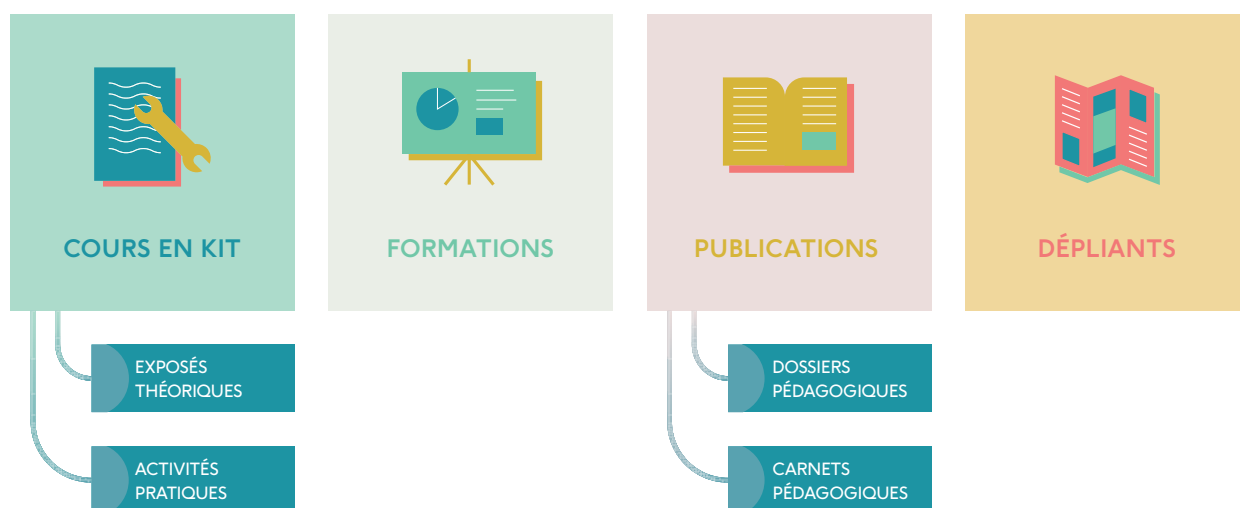 COURS EN KIT
FORMATIONS
PUBLICATIONS
DÉPLIANTS
EXPOSÉS
THÉORIQUES
DOSSIERS
PÉDAGOGIQUES
ACTIVITÉS
PRATIQUES
CARNETS
PÉDAGOGIQUES